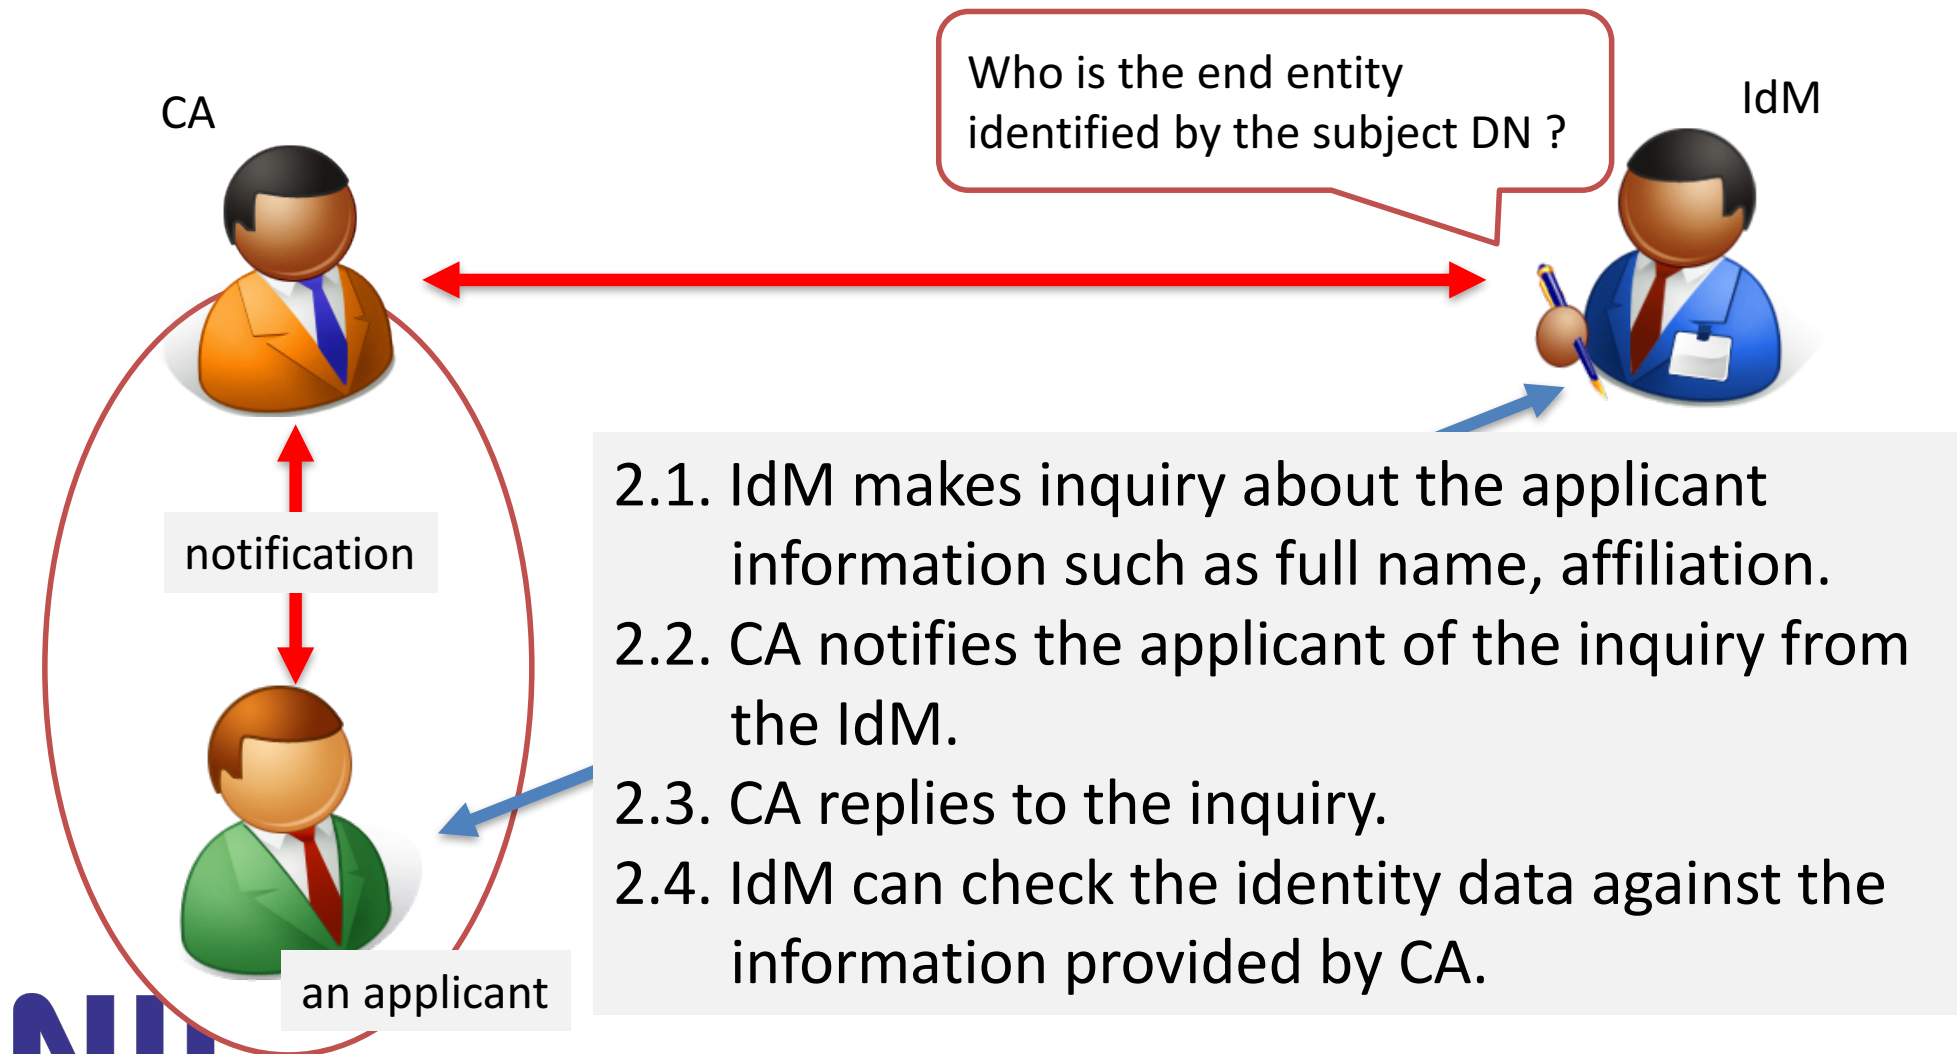 Who is the end entity
identified by the subject DN ?
CA
IdM
notification
2.1. IdM makes inquiry about the applicant
information such as full name, affiliation.
2.2. CA notifies the applicant of the inquiry from
the IdM.
2.3. CA replies to the inquiry.
2.4. IdM can check the identity data against the
information provided by CA.
an applicant